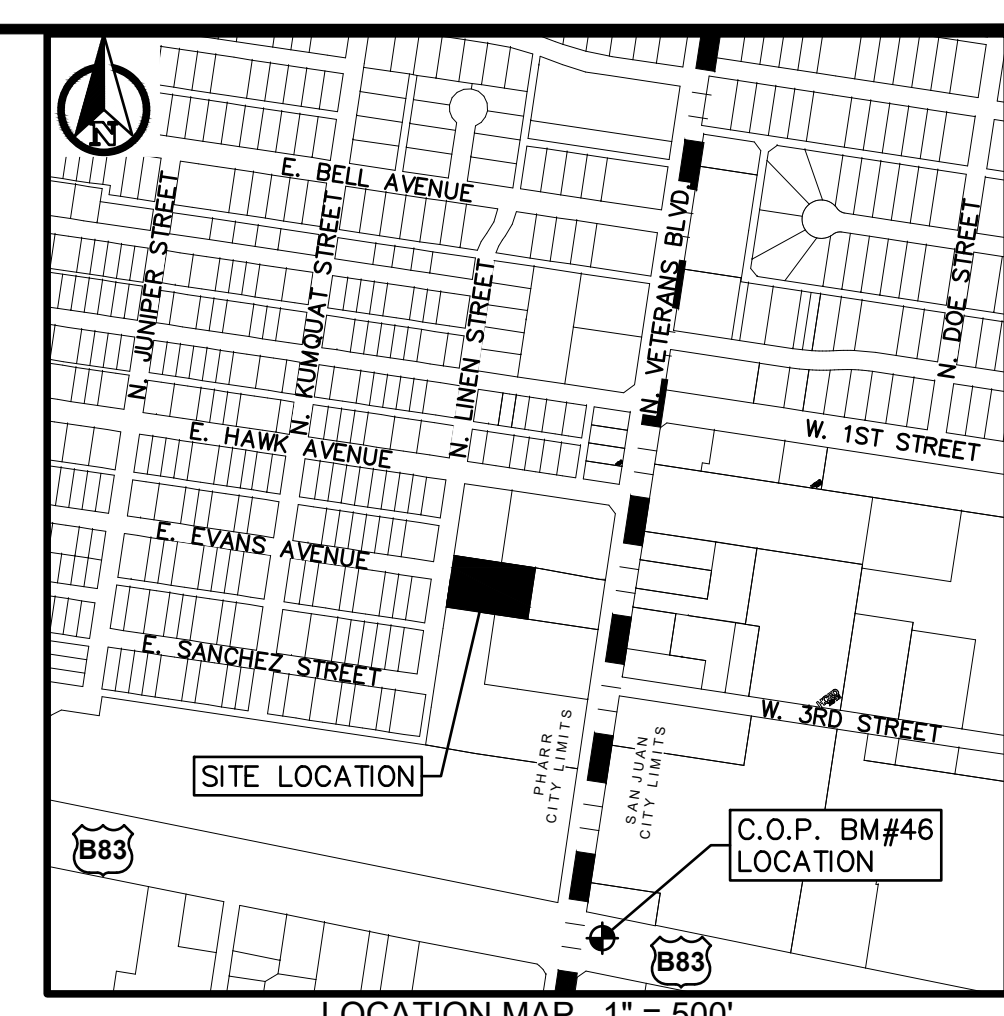 N
E. BELL AVENUE
N. JUNIPER STREET
N. KUMQUAT STREET
N. LINEN STREET
N. VETERANS BLVD.
N. DOE STREET
E. HAWK AVENUE
W. 1ST STREET
E. EVANS AVENUE
E. SANCHEZ STREET
W. 3RD STREET
SITE LOCATION
PHARR
CITY LIMITS
SAN JUAN
CITY LIMITS
C.O.P. BM#46
LOCATION
B83
B83
LOCATION MAP 1" = 500'